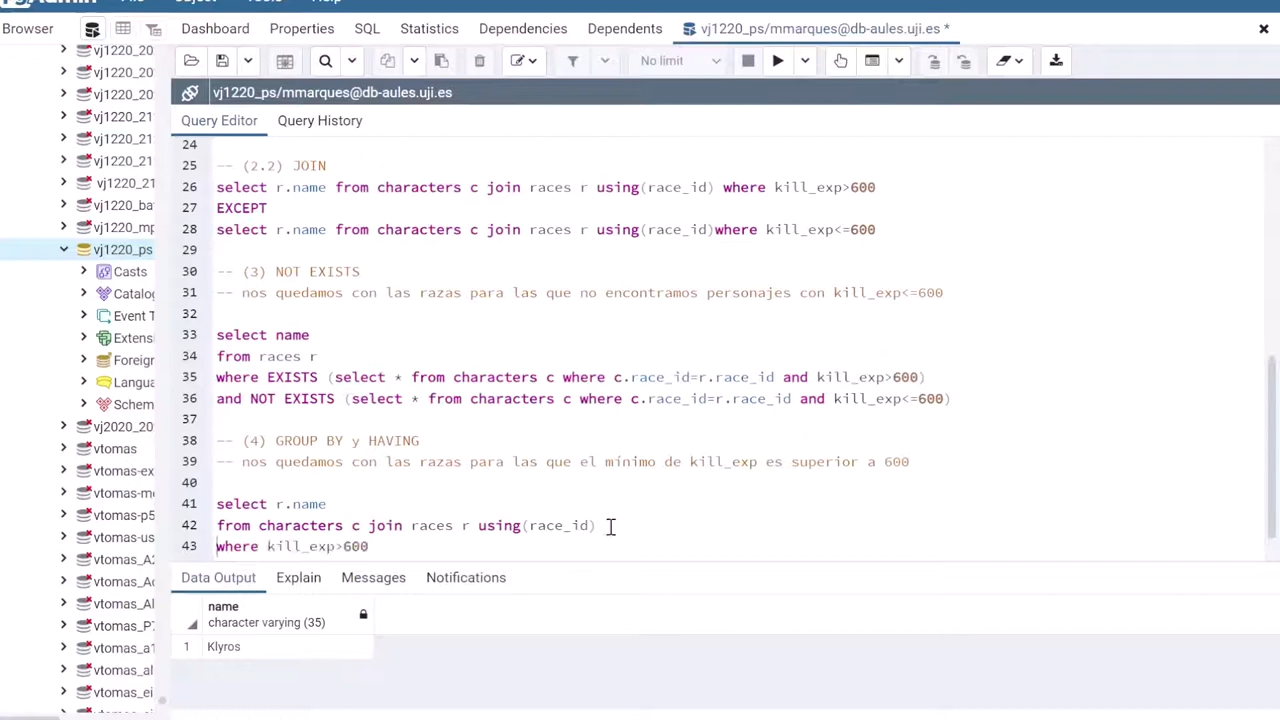 Browser
Dashboard Properties SQL Statistics Dependencies Dependents vj1220_ps/mmarques@db-aules.uji.es *
No limit
vj1220_ps/mmarques@db-aules.uji.es
Query Editor Query History
vj1220_20
vj1220_20
vj1220_20
vj1220_21
vj1220_21
vj1220_21
vj1220_21
vj1220_ba
vj1220_mp
vj1220_ps
Casts
Catalog
Event T
Extens
Foreig
Langua
Schem
vj2020_20
vtomas
vtomas-ex
vtomas-me
vtomas-p5
vtomas-us
vtomas_A2
vtomas_Ac
vtomas_Al
vtomas_P7
vtomas_a1
vtomas_al
vtomas_ei
24
25 -- (2.2) JOIN
26 select r.name from characters c join races r using(race_id) where kill_exp>600
27 EXCEPT
28 select r.name from characters c join races r using(race_id)where kill_exp<=600
29
30 -- (3) NOT EXISTS
31 -- nos quedamos con las razas para las que no encontramos personajes con kill_exp<=600
32
33 select name
34 from races r
35 where EXISTS (select * from characters c where c.race_id=r.race_id and kill_exp>600)
36 and NOT EXISTS (select * from characters c where c.race_id=r.race_id and kill_exp<=600)
37
38 -- (4) GROUP BY y HAVING
39 -- nos quedamos con las razas para las que el mínimo de kill_exp es superior a 600
40
41 select r.name
42 from characters c join races r using(race_id)
43 where kill_exp>600
Data Output Explain Messages Notifications
name
character varying (35)
1 Klyros